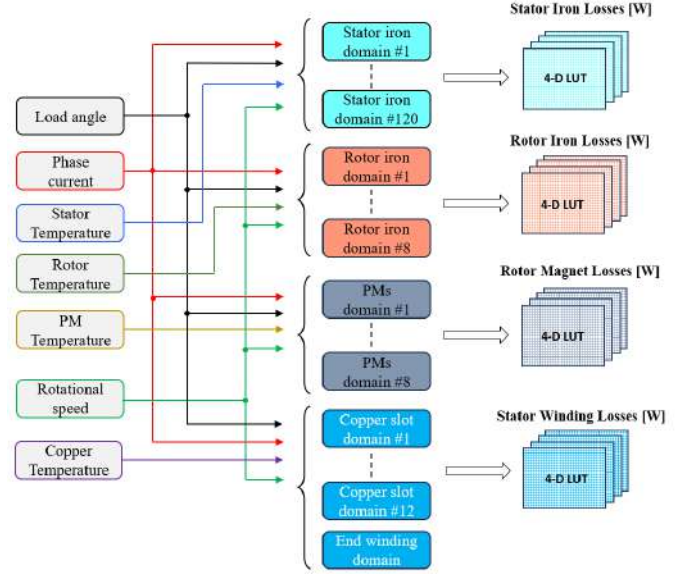 Load angle
Phase
current
Stator
Temperature
Rotor
Temperature
PM
Temperature
Rotational
speed
Copper
Temperature
Stator iron
domain #1
Stator iron
domain #120
Rotor iron
domain #1
Rotor iron
domain #8
PMs
domain #1
PMs
domain #8
Copper slot
domain #1
Copper slot
domain #12
End winding
domain
Stator Iron Losses [W]
4-D LUT
Rotor Iron Losses [W]
4-D LUT
Rotor Magnet Losses [W]
4-D LUT
Stator Winding Losses [W]
4-D LUT